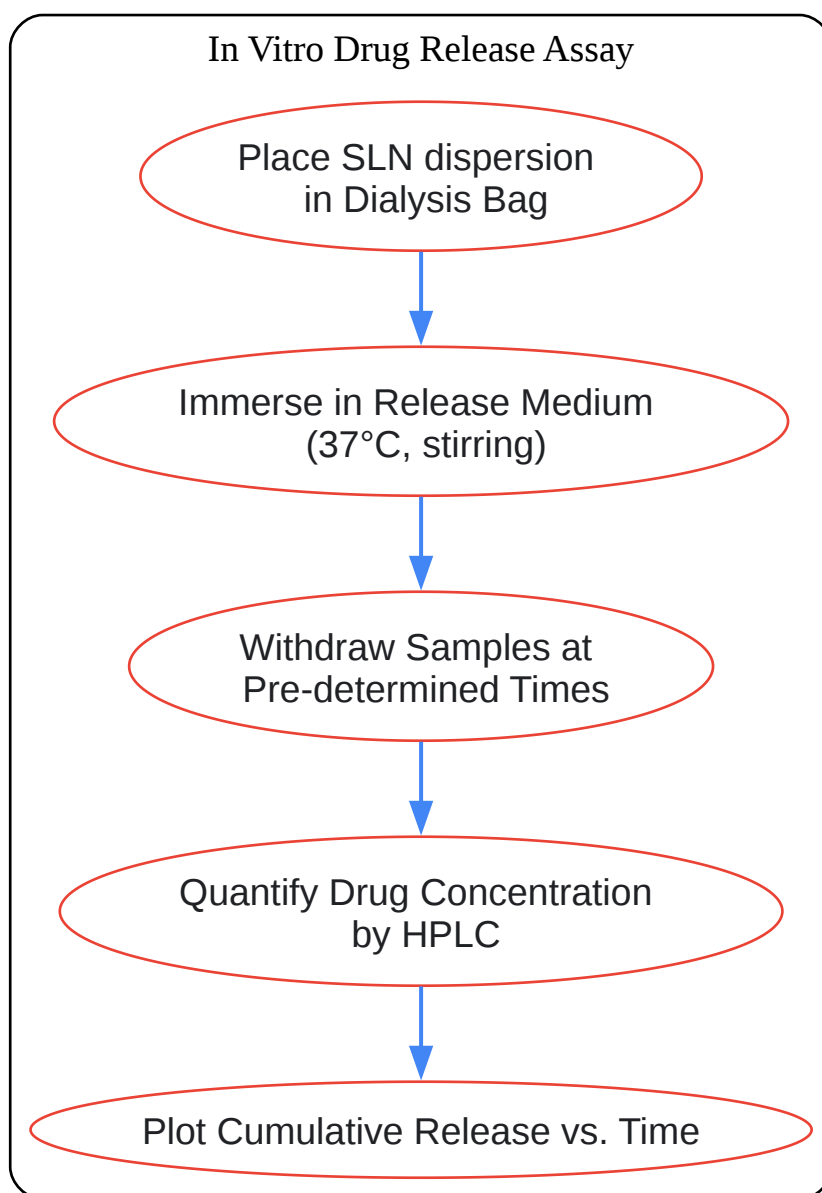 In Vitro Drug Release Assay
Place SLN dispersion
in Dialysis Bag
Immerse in Release Medium
(37°C, stirring)
Withdraw Samples at
Pre-determined Times
Quantify Drug Concentration
by HPLC
Plot Cumulative Release vs. Time